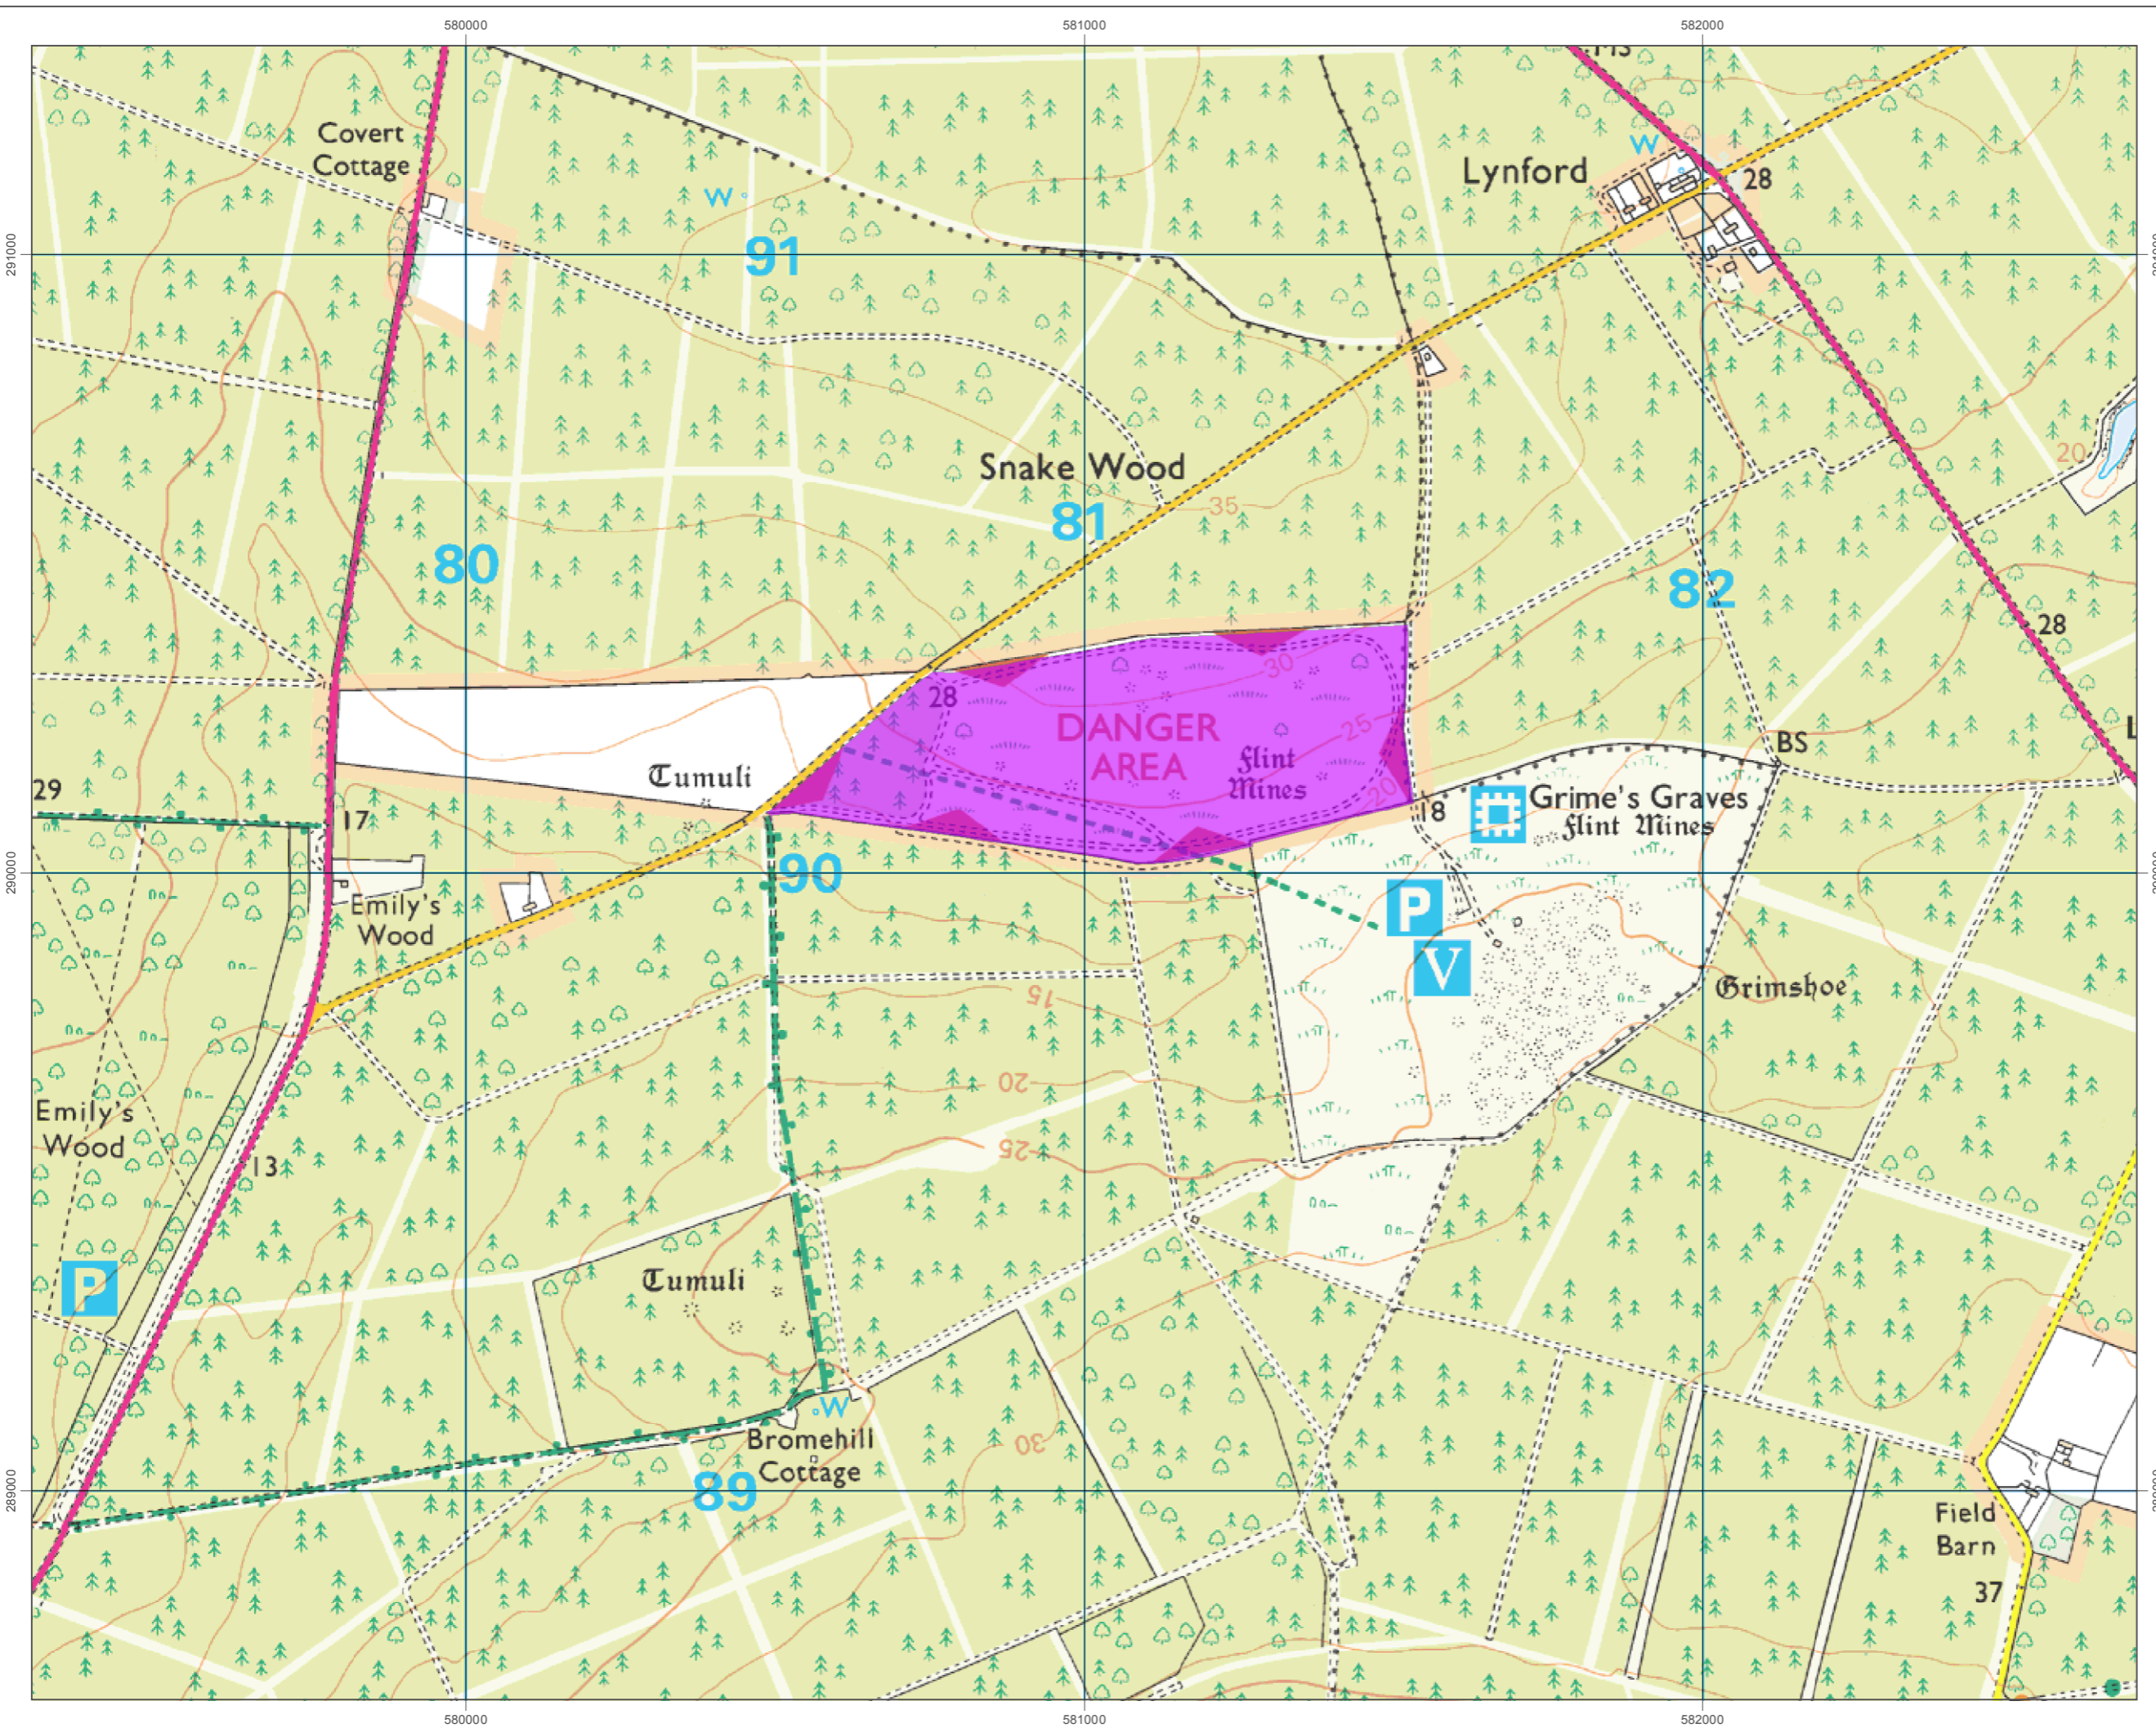 580000
581000
582000
Covert
Cottage
W
Lynford
W
28
291000
91
20
Snake Wood
35
81
80
82
28
30
28
DANGER
AREA
25
Flint
Mines
BS
Tumuli
29
20
18
Grime's Graves
Flint Mines
17
290000
90
P
Emily's
Wood
V
15
Grimshoe
20
Emily's
Wood
25
13
Tumuli
P
W
Bromehill
Cottage
30
289000
89
Field
Barn
37
580000
581000
582000